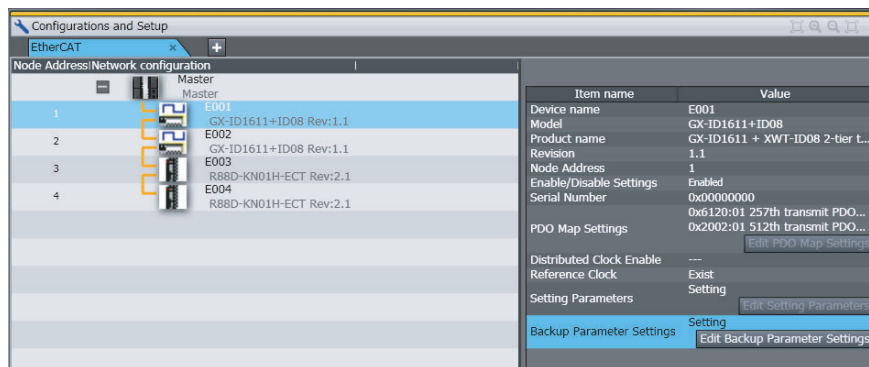 Configurations and Setup
EtherCAT × +
Node Address|Network configuration
Master
Master
1 E001
GX-ID1611+ID08 Rev:1.1
2 E002
GX-ID1611+ID08 Rev:1.1
3 E003
R88D-KN01H-ECT Rev:2.1
4 E004
R88D-KN01H-ECT Rev:2.1
Item name Value
Device name E001
Model GX-ID1611+ID08
Product name GX-ID1611 + XWT-ID08 2-tier t...
Revision 1.1
Node Address 1
Enable/Disable Settings Enabled
Serial Number 0x00000000
PDO Map Settings
0x6120:01 257th transmit PDO...
0x2002:01 512th transmit PDO...
Edit PDO Map Settings
Distributed Clock Enable ---
Reference Clock Exist
Setting Parameters Setting
Edit Setting Parameters
Backup Parameter Settings Setting
Edit Backup Parameter Settings